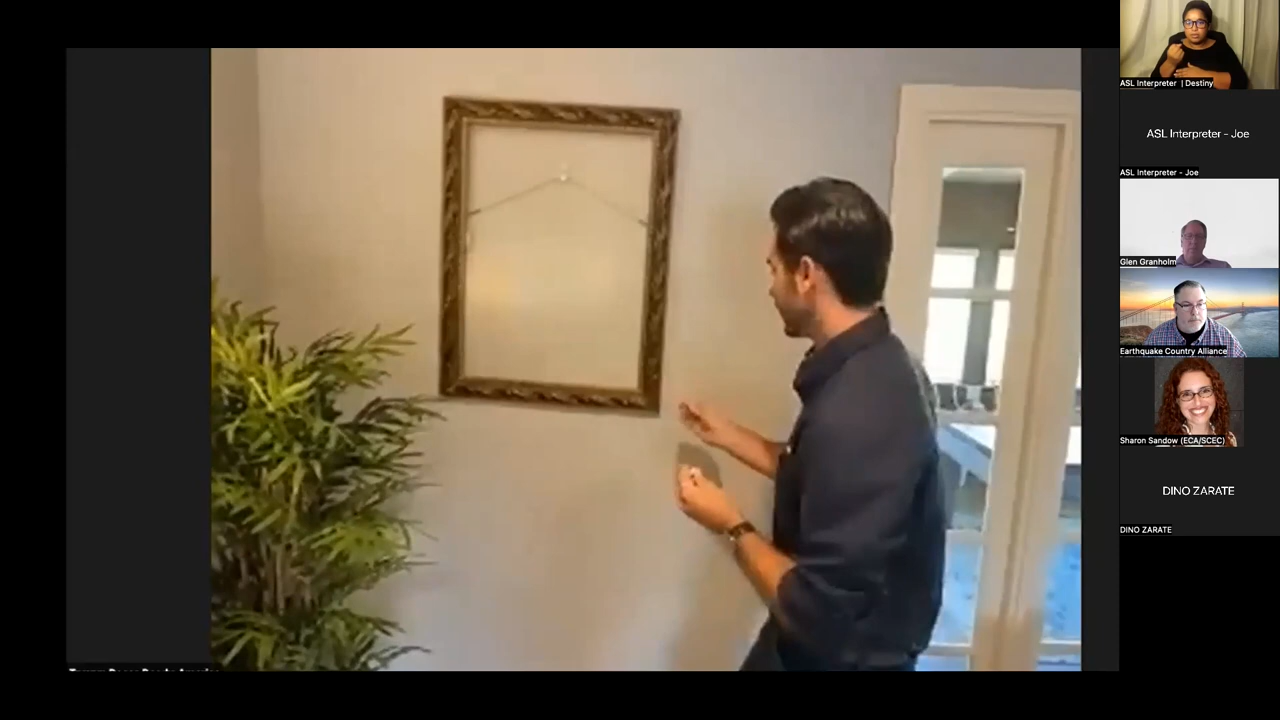 ASL Interpreter | Destiny
ASL Interpreter - Joe
ASL Interpreter - Joe
Glen Granholm
Earthquake Country Alliance
Sharon Sandow (ECA/SCEC)
DINO ZARATE
DINO ZARATE